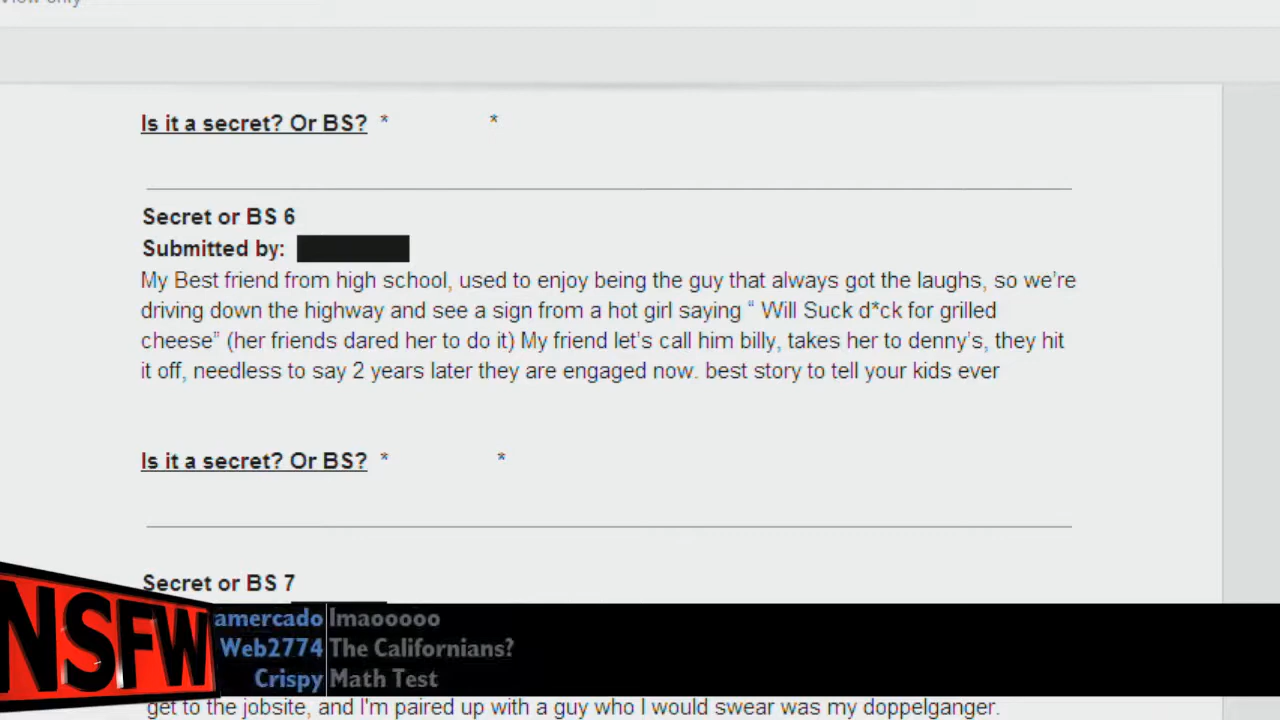 View only
Is it a secret? Or BS? * *
Secret or BS 6
Submitted by:
My Best friend from high school, used to enjoy being the guy that always got the laughs, so we're
driving down the highway and see a sign from a hot girl saying “ Will Suck d*ck for grilled
cheese” (her friends dared her to do it) My friend let's call him billy, takes her to denny's, they hit
it off, needless to say 2 years later they are engaged now. best story to tell your kids ever
Is it a secret? Or BS? * *
Secret or BS 7
NSFW
amercado lmaooooo
Web2774 The Californians?
Crispy Math Test
get to the jobsite, and I'm paired up with a guy who I would swear was my doppelganger.